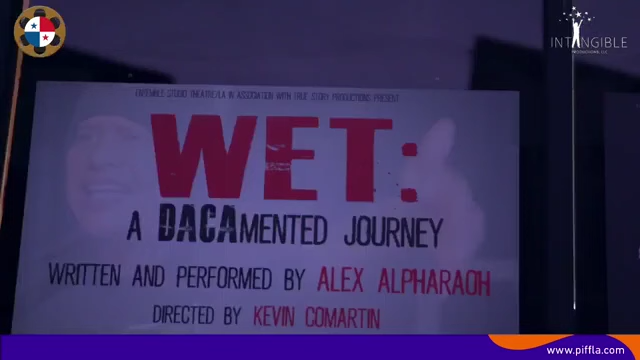 INTANGIBLE
ENSEMBLE STUDIO THEATRE/LA IN ASSOCIATION WITH TRUE STORY PRODUCTIONS PRESENT
WET:
A DACAMENTED JOURNEY
WRITTEN AND PERFORMED BY ALEX ALPHARAOH
DIRECTED BY KEVIN COMARTIN
www.piffla.com